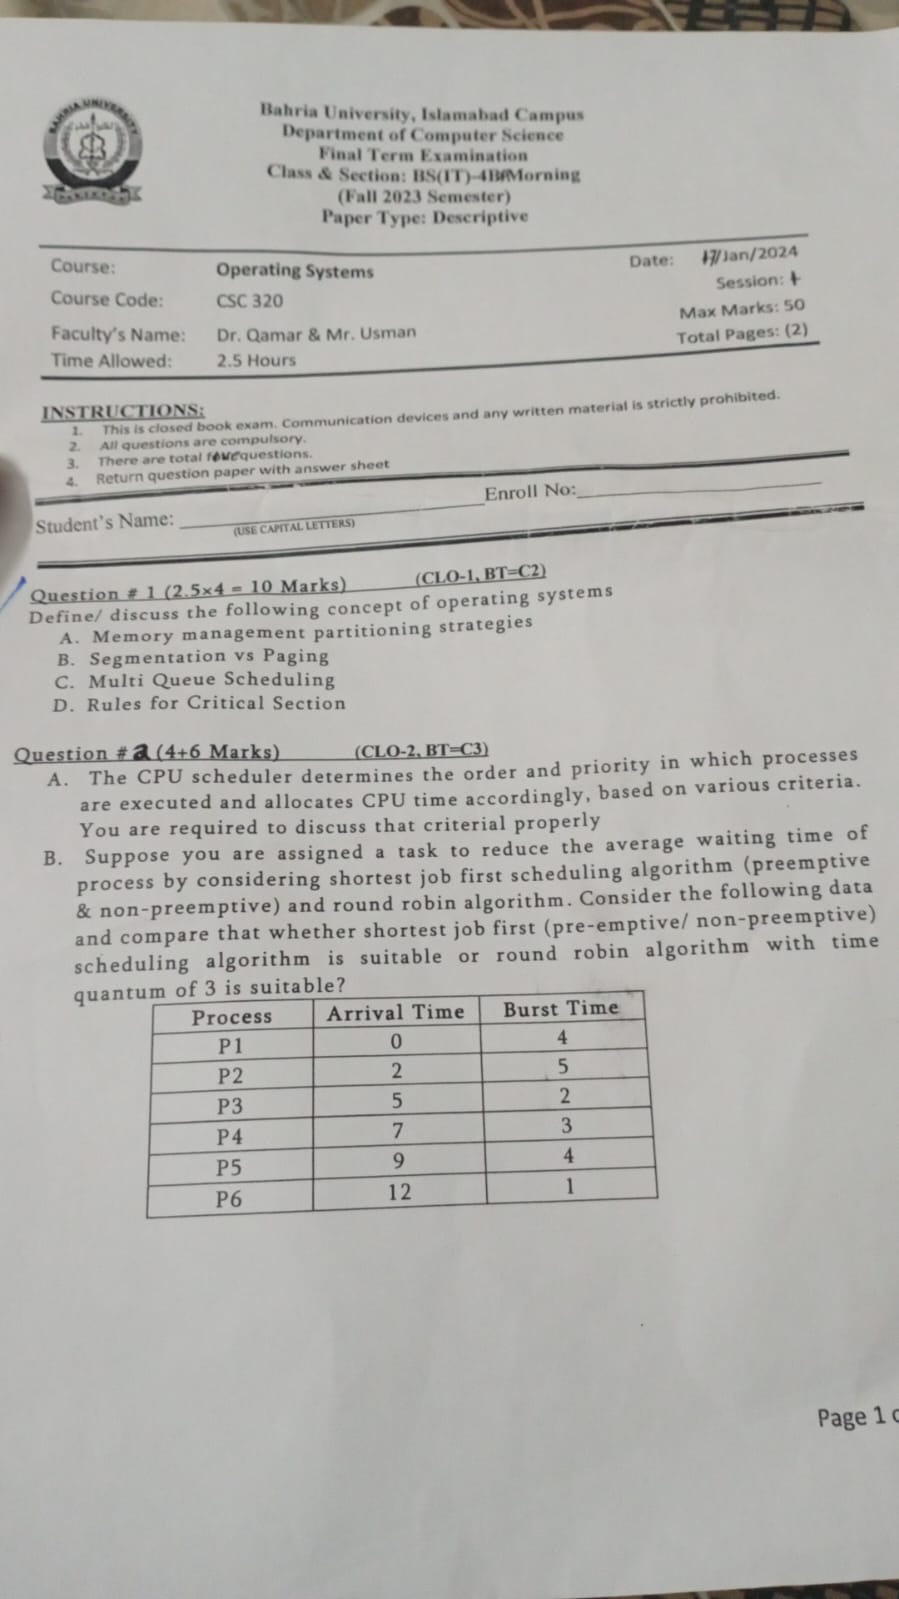 BAHRIA UNIVERSITY
PAKISTAN
Bahria University, Islamabad Campus
Department of Computer Science
Final Term Examination
Class & Section: BS(IT)-4 Morning
(Fall 2023 Semester)
Paper Type: Descriptive
Course: Operating Systems Date: 17/Jan/2024
Course Code: CSC 320 Session:
Faculty's Name: Dr. Qamar & Mr. Usman Max Marks: 50
Time Allowed: 2.5 Hours Total Pages: (2)
INSTRUCTIONS:
1. This is closed book exam. Communication devices and any written material is strictly prohibited.
2. All questions are compulsory.
3. There are total questions.
4. Return question paper with answer sheet
Student's Name: Enroll No:
(USE CAPITAL LETTERS)
Question # 1 (2.5×4 = 10 Marks) (CLO-1, BT=C2)
Define/ discuss the following concept of operating systems
A. Memory management partitioning strategies
B. Segmentation vs Paging
C. Multi Queue Scheduling
D. Rules for Critical Section
Question # 2 (4+6 Marks) (CLO-2, BT=C3)
A. The CPU scheduler determines the order and priority in which processes
are executed and allocates CPU time accordingly, based on various criteria.
You are required to discuss that criterial properly
B. Suppose you are assigned a task to reduce the average waiting time of
process by considering shortest job first scheduling algorithm (preemptive
& non-preemptive) and round robin algorithm. Consider the following data
and compare that whether shortest job first (pre-emptive/ non-preemptive)
scheduling algorithm is suitable or round robin algorithm with time
quantum of 3 is suitable?
Process Arrival Time Burst Time
P1 0 4
P2 2 5
P3 5 2
P4 7 3
P5 9 4
P6 12 1
Page 1